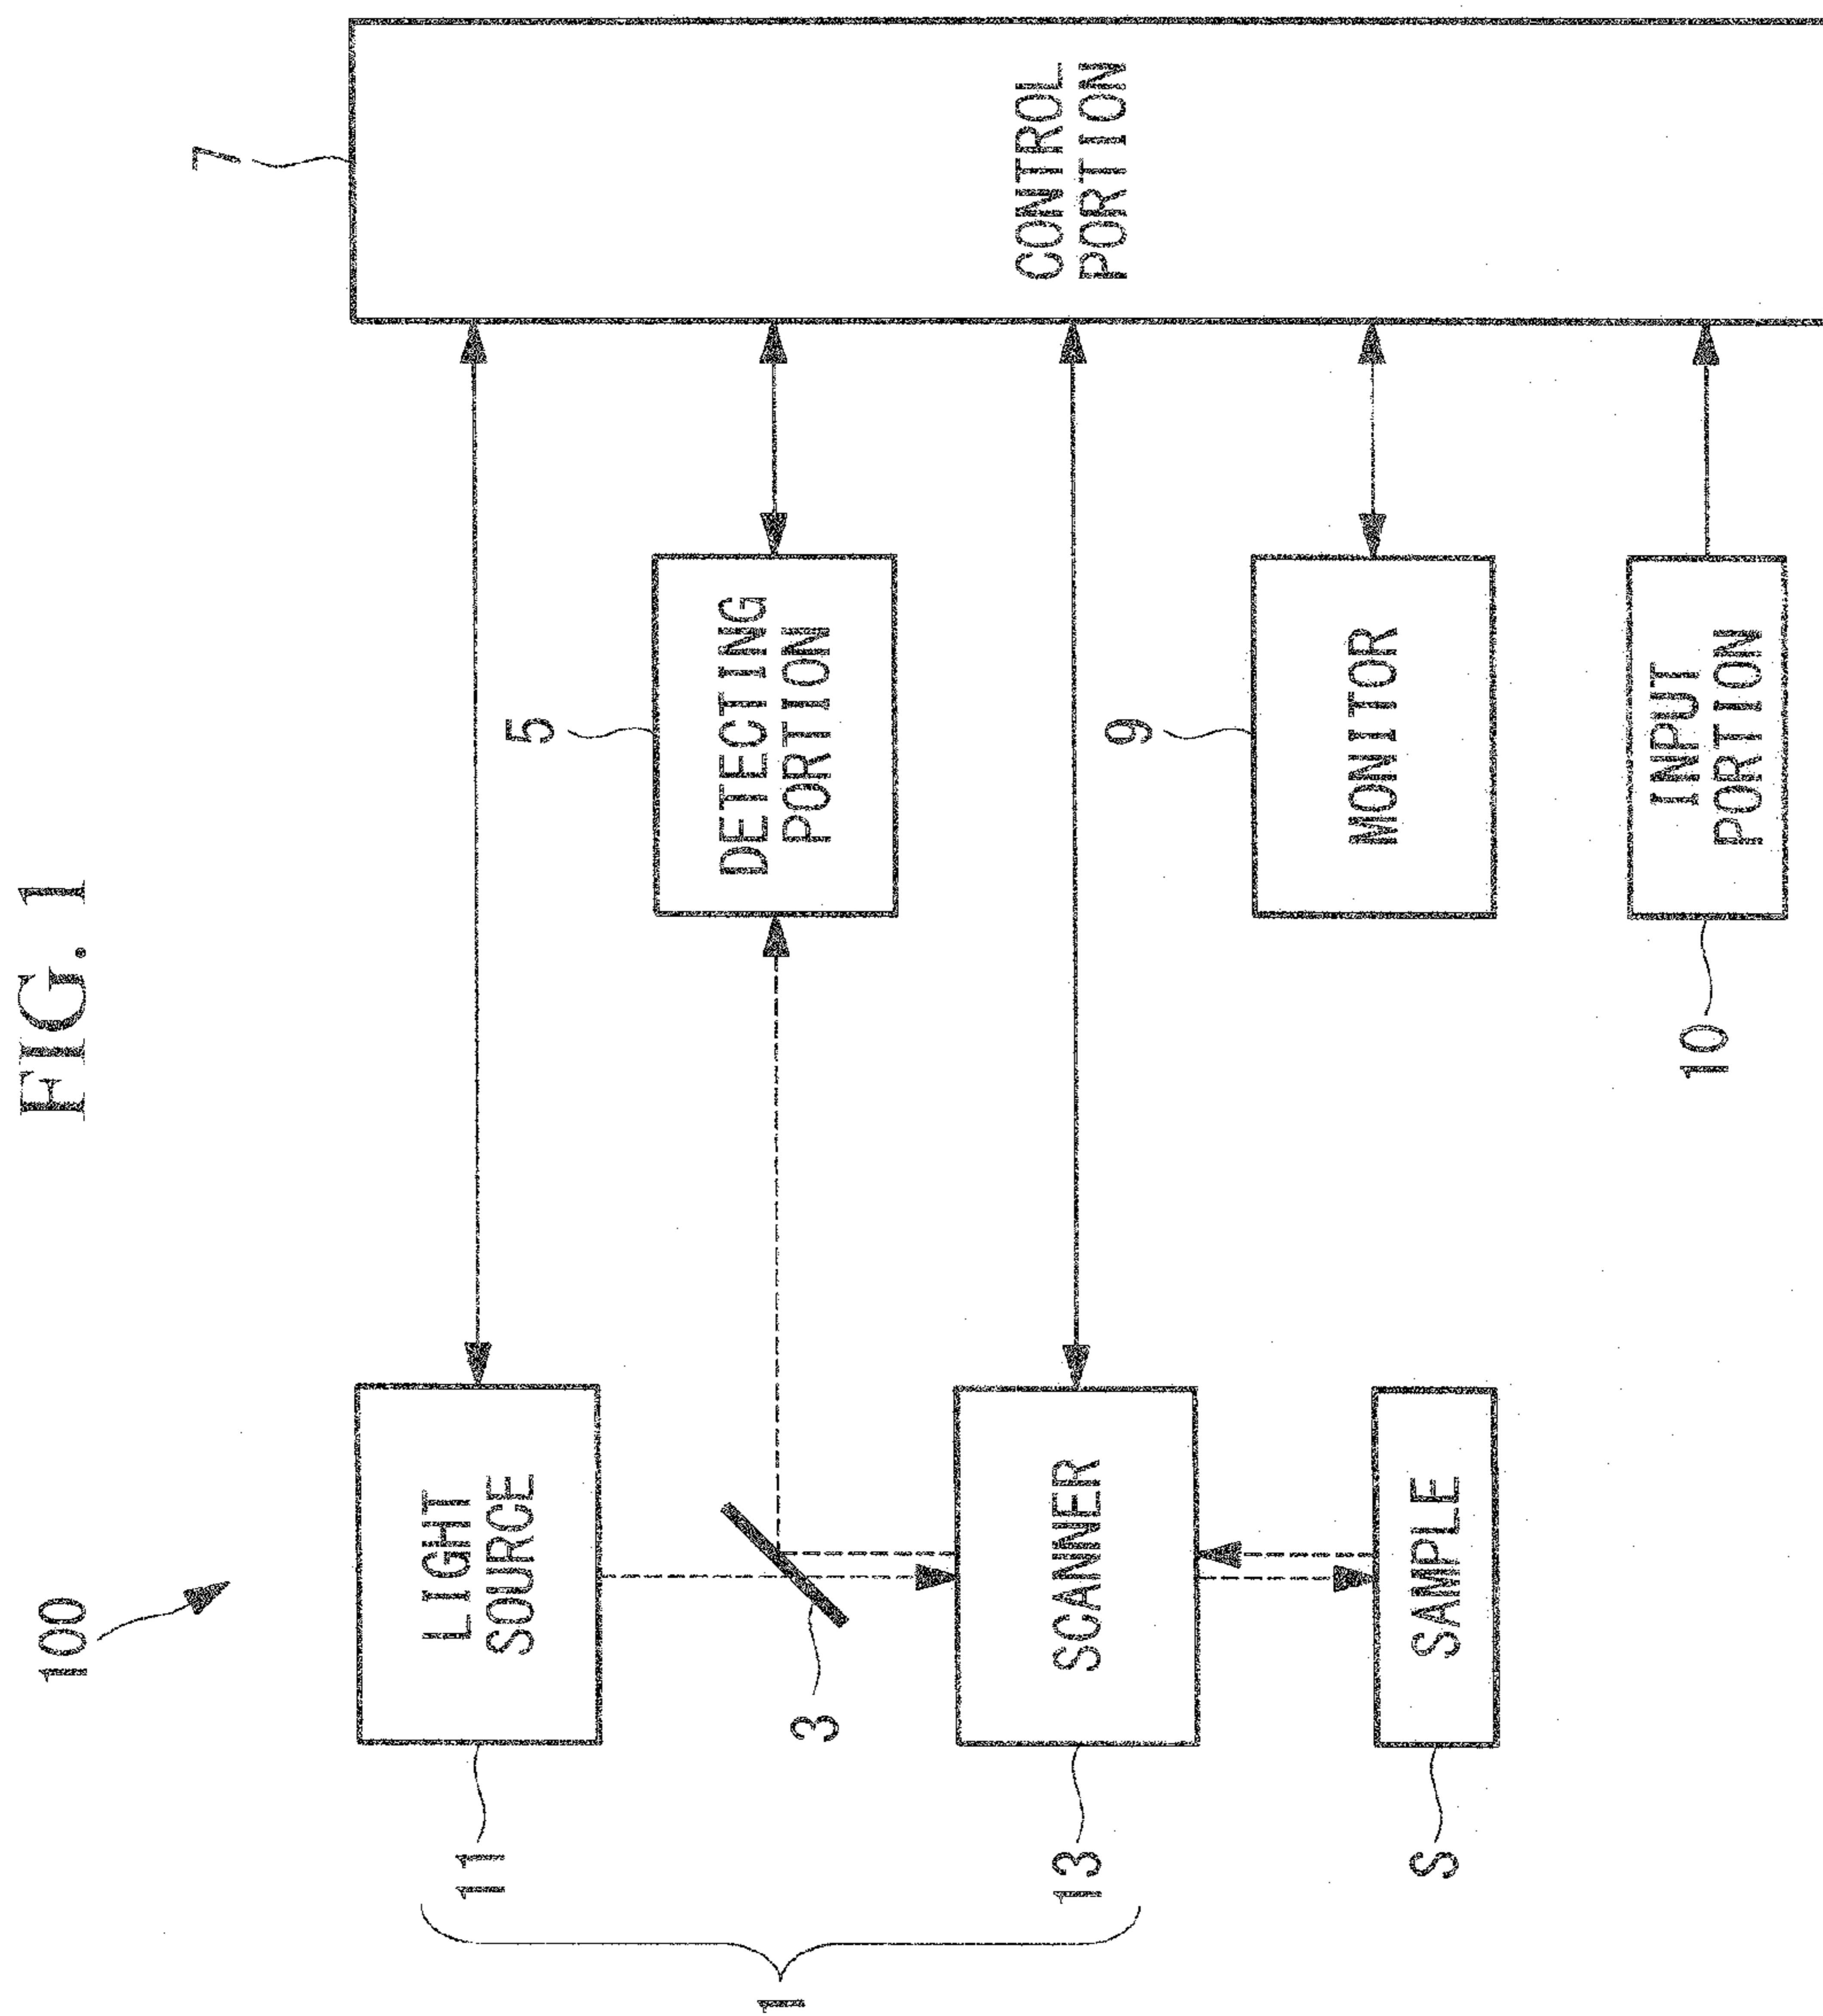 FIG. 1
100
7
CONTROL
PORTION
11
LIGHT
SOURCE
5
DETECTING
PORTION
3
1
13
SCANNER
9
MONITOR
S
SAMPLE
10
INPUT
PORTION